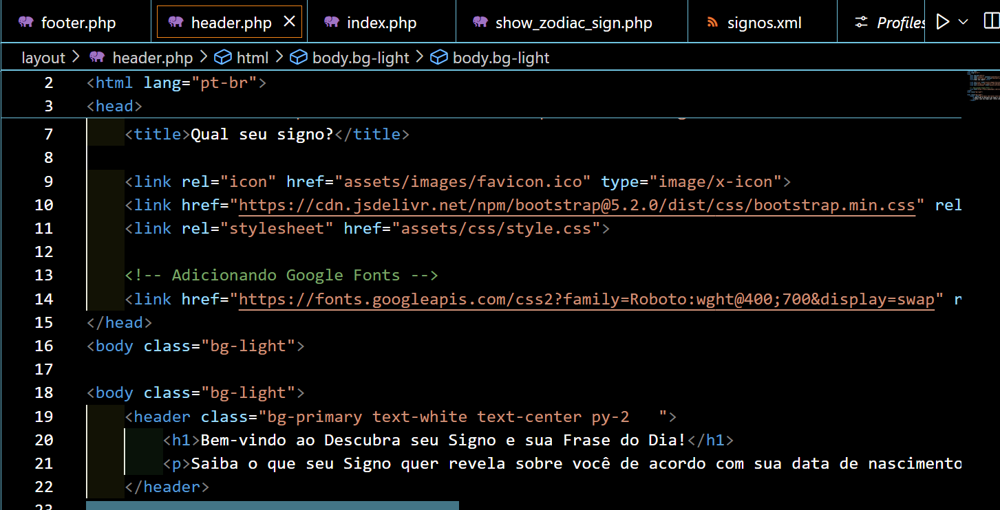 footer.php header.php index.php show_zodiac_sign.php signos.xml Profiles
layout > header.php > html > body.bg-light > body.bg-light
2 <html lang="pt-br">
3 <head>
7 <title>Qual seu signo?</title>
8
9 <link rel="icon" href="assets/images/favicon.ico" type="image/x-icon">
10 <link href="https://cdn.jsdelivr.net/npm/bootstrap@5.2.0/dist/css/bootstrap.min.css" rel
11 <link rel="stylesheet" href="assets/css/style.css">
12
13 <!-- Adicionando Google Fonts -->
14 <link href="https://fonts.googleapis.com/css2?family=Roboto:wght@400;700&display=swap" r
15 </head>
16 <body class="bg-light">
17
18 <body class="bg-light">
19 <header class="bg-primary text-white text-center py-2   ">
20 <h1>Bem-vindo ao Descubra seu Signo e sua Frase do Dia!</h1>
21 <p>Saiba o que seu Signo quer revela sobre você de acordo com sua data de nascimento
22 </header>
23